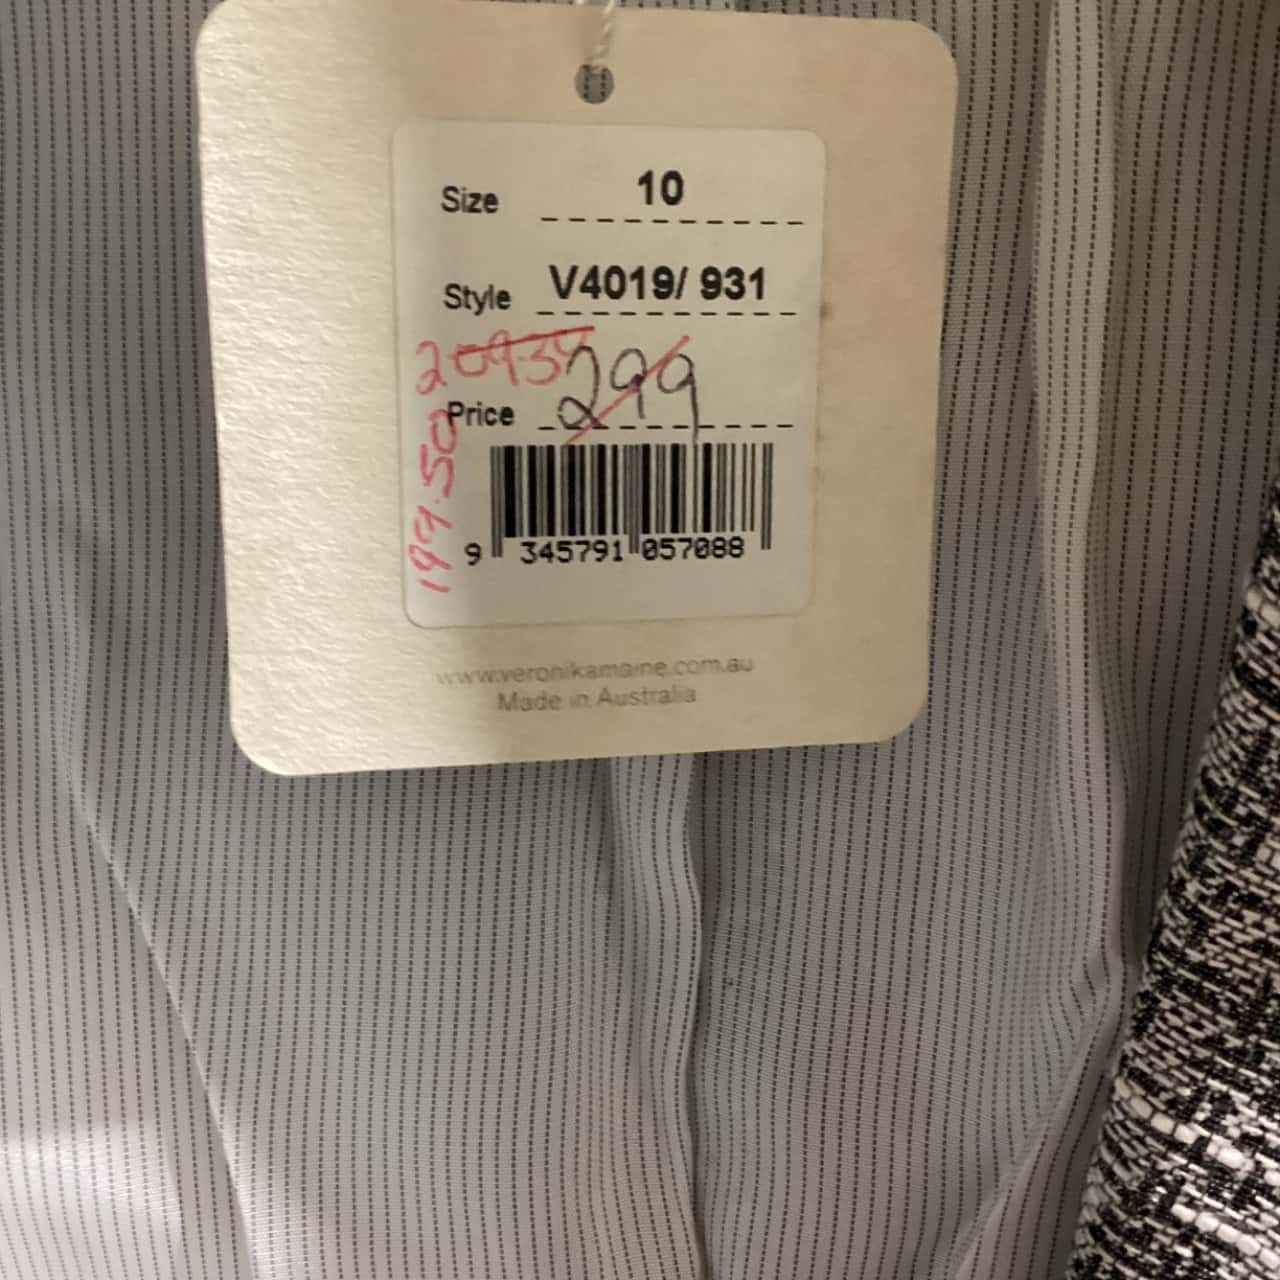 Size 10
Style V4019/ 931
209.30
Price 299
199.50
9 345791 057088
www.veronikamaine.com.au
Made in Australia